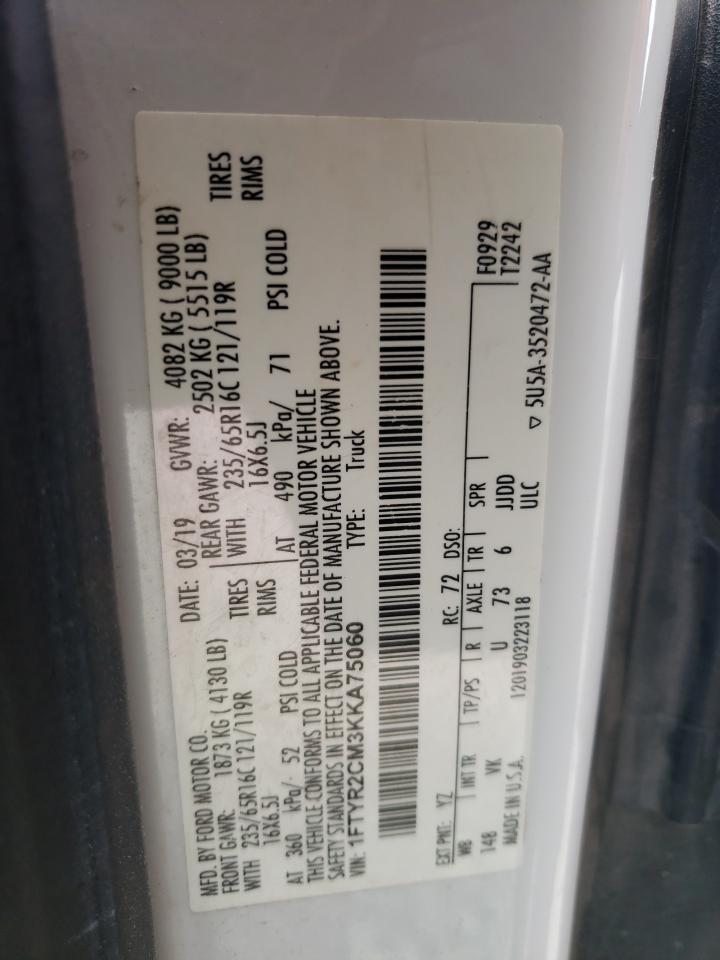 MFD. BY FORD MOTOR CO. DATE: 03/19 GVWR: 4082 KG ( 9000 LB)
FRONT GAWR: 1873 KG ( 4130 LB) REAR GAWR: 2502 KG ( 5515 LB)
WITH 235/65R16C 121/119R TIRES WITH 235/65R16C 121/119R TIRES
16X6.5J RIMS 16X6.5J RIMS
AT 360 kPa/ 52 PSI COLD AT 490 kPa/ 71 PSI COLD
THIS VEHICLE CONFORMS TO ALL APPLICABLE FEDERAL MOTOR VEHICLE
SAFETY STANDARDS IN EFFECT ON THE DATE OF MANUFACTURE SHOWN ABOVE.
VIN: 1FTYR2CM3KKA75060 TYPE: Truck
EXT PNT: YZ RC: 72 DSO: F0929
WB INT TR TP/PS R AXLE TR SPR T2242
148 VK U 73 6 JJDD
MADE IN U.S.A. 1201903223118 ULC
▽ 5U5A-3520472-AA